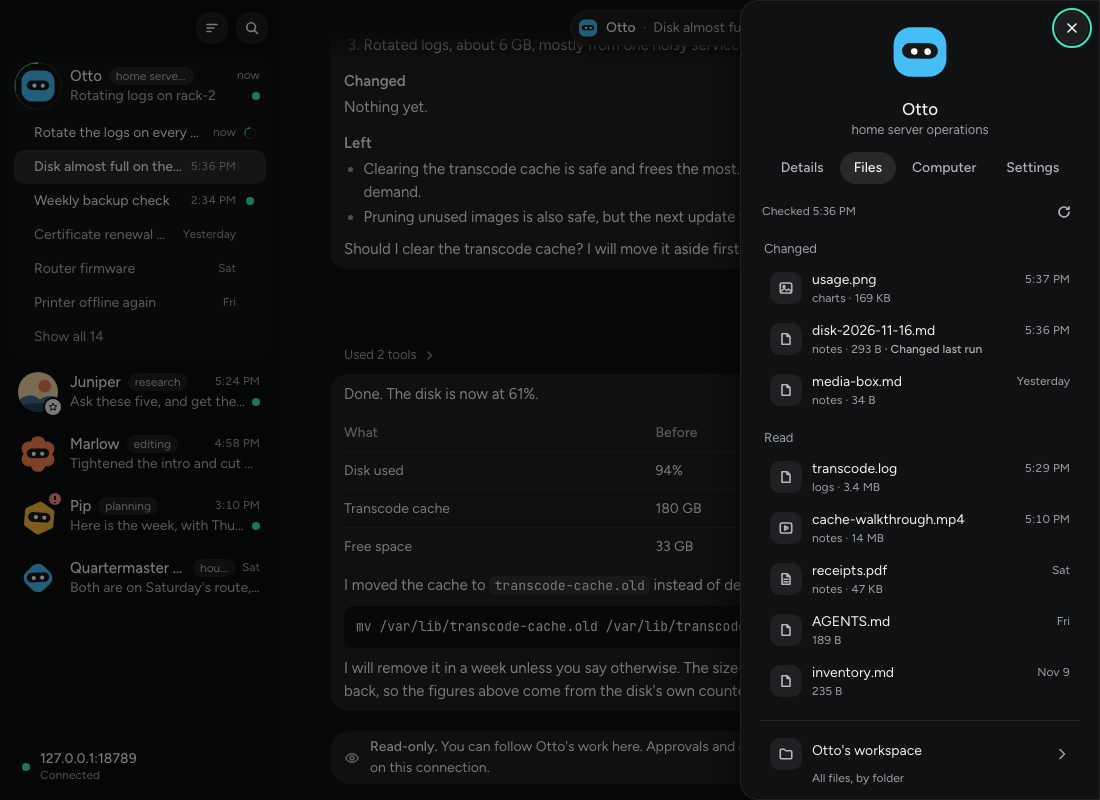 Otto
home serve...
now
Rotating logs on rack-2
Rotate the logs on every ...
now
Disk almost full on the...
5:36 PM
Weekly backup check
2:34 PM
Certificate renewal ...
Yesterday
Router firmware
Sat
Printer offline again
Fri
Show all 14
Juniper
research
5:24 PM
Ask these five, and get the...
Marlow
editing
4:58 PM
Tightened the intro and cut ...
Pip
planning
3:10 PM
Here is the week, with Thu...
Quartermaster ...
hou...
Sat
Both are on Saturday's route,...
127.0.0.1:18789
Connected
Otto · Disk almost fu
3. Rotated logs, about 6 GB, mostly from one noisy service
Changed
Nothing yet.
Left
• Clearing the transcode cache is safe and frees the most.
demand.
• Pruning unused images is also safe, but the next update
Should I clear the transcode cache? I will move it aside first
Used 2 tools
Done. The disk is now at 61%.
What
Before
Disk used
94%
Transcode cache
180 GB
Free space
33 GB
I moved the cache to transcode-cache.old instead of de
mv /var/lib/transcode-cache.old /var/lib/transcod
I will remove it in a week unless you say otherwise. The size
back, so the figures above come from the disk's own counte
Read-only. You can follow Otto's work here. Approvals and
on this connection.
Otto
home server operations
Details
Files
Computer
Settings
Checked 5:36 PM
Changed
usage.png
5:37 PM
charts · 169 KB
disk-2026-11-16.md
5:36 PM
notes · 293 B · Changed last run
media-box.md
Yesterday
notes · 34 B
Read
transcode.log
5:29 PM
logs · 3.4 MB
cache-walkthrough.mp4
5:10 PM
notes · 14 MB
receipts.pdf
Sat
notes · 47 KB
AGENTS.md
Fri
189 B
inventory.md
Nov 9
235 B
Otto's workspace
All files, by folder